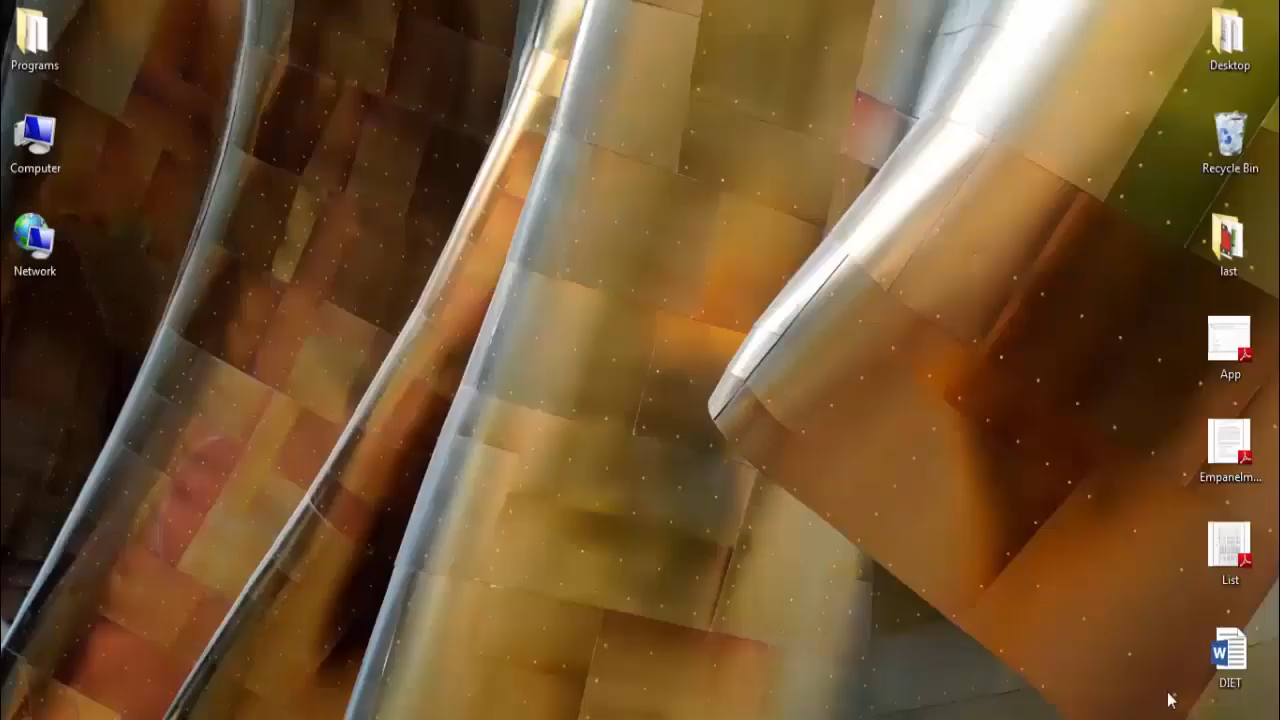 Programs
Computer
Network
Desktop
Recycle Bin
last
App
Empanelm...
List
W
DIET